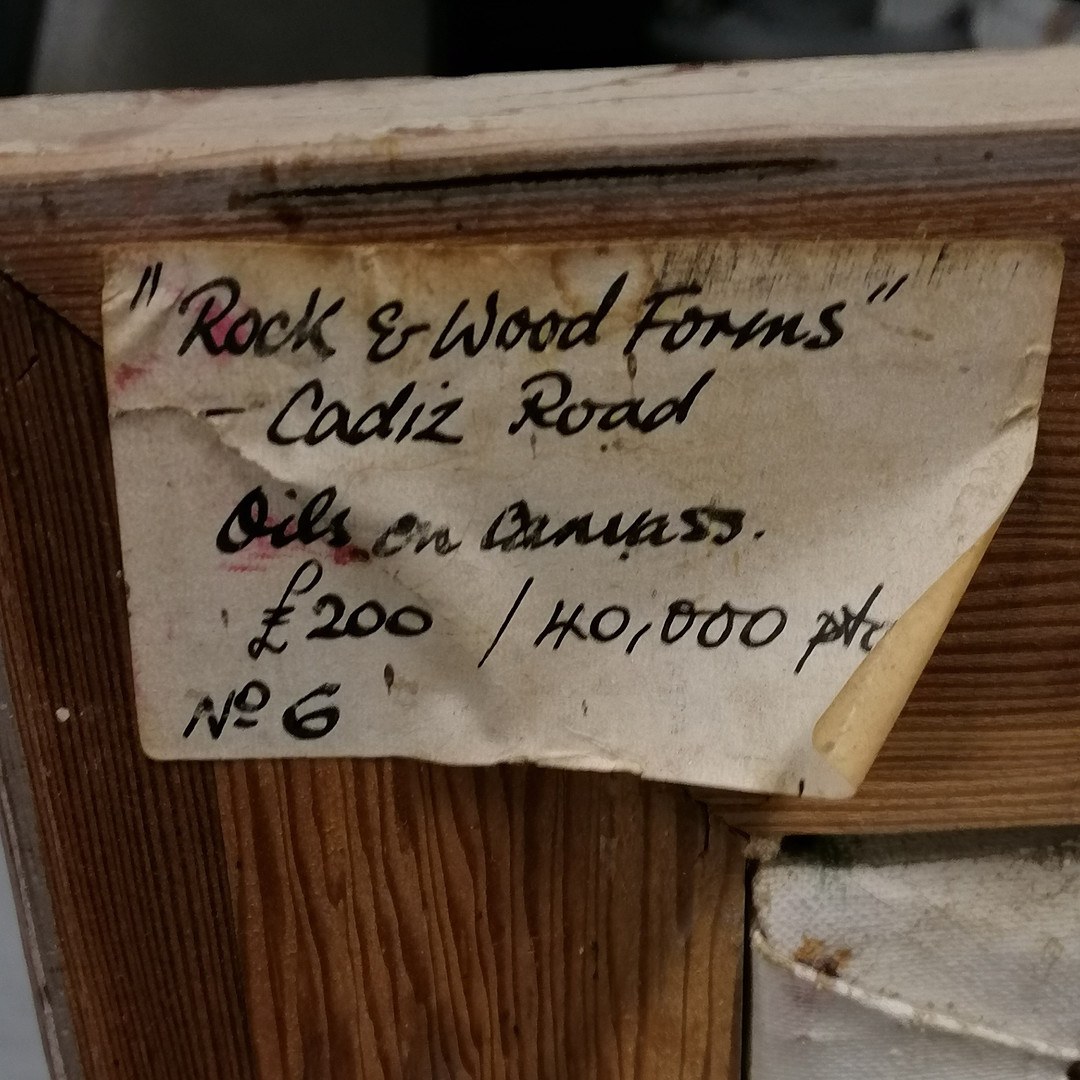 "Rock & Wood Forms"
- Cadiz Road
Oils on Canvass.
£200 / 40,000 pts
Nº 6